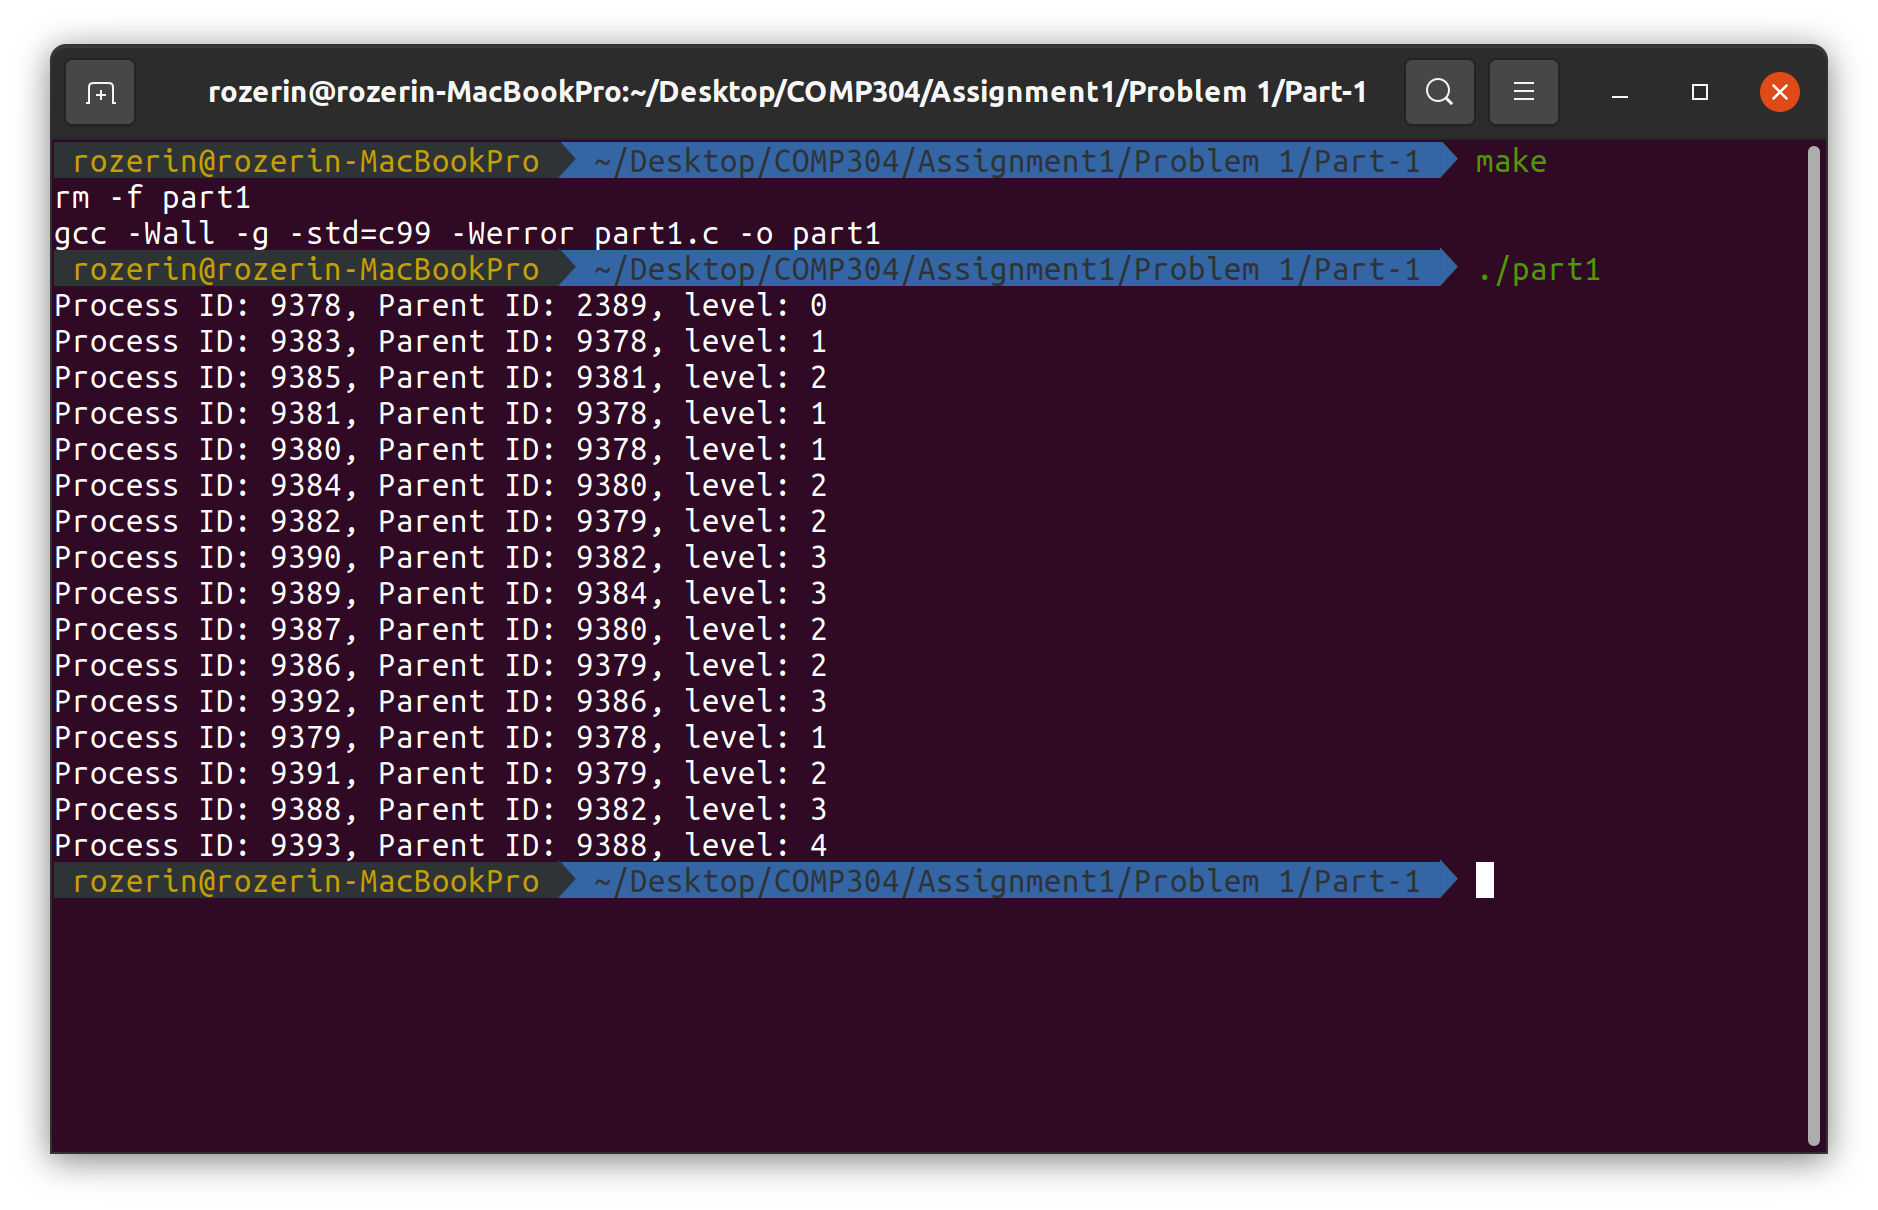 rozerin@rozerin-MacBookPro:~/Desktop/COMP304/Assignment1/Problem 1/Part-1
rozerin@rozerin-MacBookPro ~/Desktop/COMP304/Assignment1/Problem 1/Part-1 make
rm -f part1
gcc -Wall -g -std=c99 -Werror part1.c -o part1
rozerin@rozerin-MacBookPro ~/Desktop/COMP304/Assignment1/Problem 1/Part-1 ./part1
Process ID: 9378, Parent ID: 2389, level: 0
Process ID: 9383, Parent ID: 9378, level: 1
Process ID: 9385, Parent ID: 9381, level: 2
Process ID: 9381, Parent ID: 9378, level: 1
Process ID: 9380, Parent ID: 9378, level: 1
Process ID: 9384, Parent ID: 9380, level: 2
Process ID: 9382, Parent ID: 9379, level: 2
Process ID: 9390, Parent ID: 9382, level: 3
Process ID: 9389, Parent ID: 9384, level: 3
Process ID: 9387, Parent ID: 9380, level: 2
Process ID: 9386, Parent ID: 9379, level: 2
Process ID: 9392, Parent ID: 9386, level: 3
Process ID: 9379, Parent ID: 9378, level: 1
Process ID: 9391, Parent ID: 9379, level: 2
Process ID: 9388, Parent ID: 9382, level: 3
Process ID: 9393, Parent ID: 9388, level: 4
rozerin@rozerin-MacBookPro ~/Desktop/COMP304/Assignment1/Problem 1/Part-1